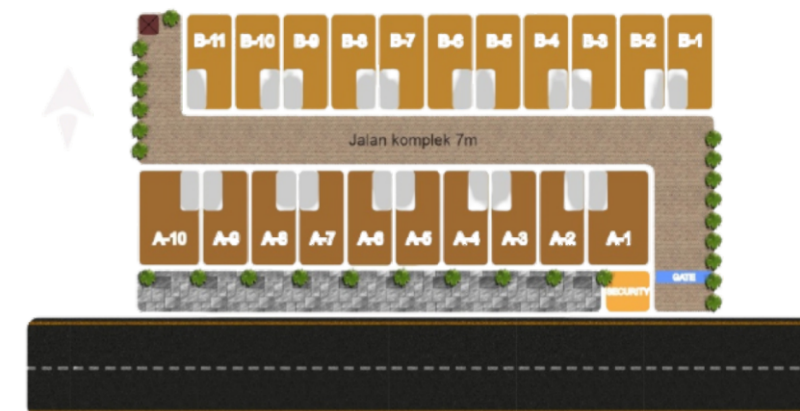 B-11 B-10 B-9 B-8 B-7 B-6 B-5 B-4 B-3 B-2 B-1
Jalan komplek 7m
A-10 A-9 A-8 A-7 A-6 A-5 A-4 A-3 A-2 A-1
GATE
SECURITY